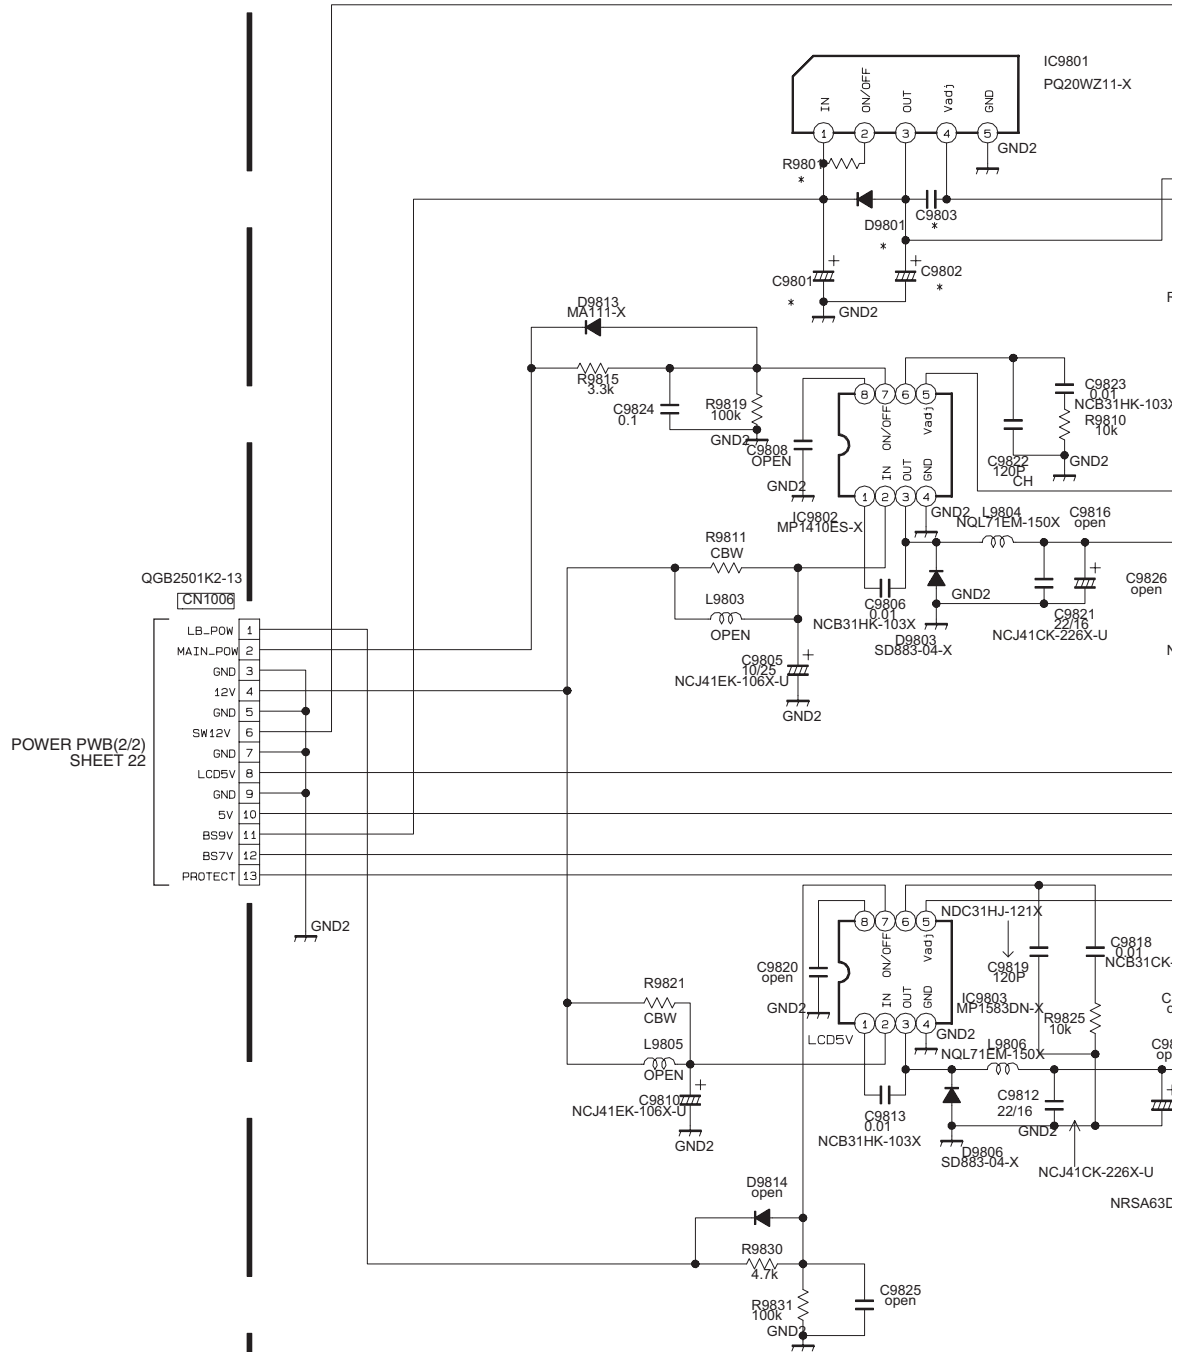 IC9801
PQ20WZ11-X
IN
ON/OFF
OUT
Vadj
GND
1
2
3
4
5
GND2
R9801
*
D9801
*
C9803
*
C9801
*
C9802
*
GND2
D9813
MA111-X
R9815
3.3k
C9824
0.1
R9819
100k
GND2
C9808
OPEN
GND2
8
7
6
5
ON/OFF
Vadj
IN
OUT
GND
1
2
3
4
IC9802
MP1410ES-X
GND2
C9823
0.01
NCB31HK-103X
R9810
10k
C9822
120P
CH
GND2
L9804
NQL71EM-150X
C9816
open
R9811
CBW
L9803
OPEN
C9806
0.01
NCB31HK-103X
D9803
SD883-04-X
GND2
C9821
22/16
NCJ41CK-226X-U
C9826
open
C9805
10/25
NCJ41EK-106X-U
GND2
QGB2501K2-13
CN1006
LB_POW 1
MAIN_POW 2
GND 3
12V 4
GND 5
SW12V 6
GND 7
LCD5V 8
GND 9
5V 10
BS9V 11
BS7V 12
PROTECT 13
POWER PWB(2/2)
SHEET 22
GND2
8
7
6
5
ON/OFF
Vadj
IN
OUT
GND
1
2
3
4
NDC31HJ-121X
C9819
120P
C9818
0.01
NCB31CK-
C9820
open
GND2
LCD5V
IC9803
MP1583DN-X
GND2
R9825
10k
R9821
CBW
L9805
OPEN
C9810
NCJ41EK-106X-U
GND2
L9806
NQL71EM-150X
C9813
0.01
NCB31HK-103X
C9812
22/16
GND2
D9806
SD883-04-X
NCJ41CK-226X-U
NRSA63D
D9814
open
R9830
4.7k
R9831
100k
GND2
C9825
open